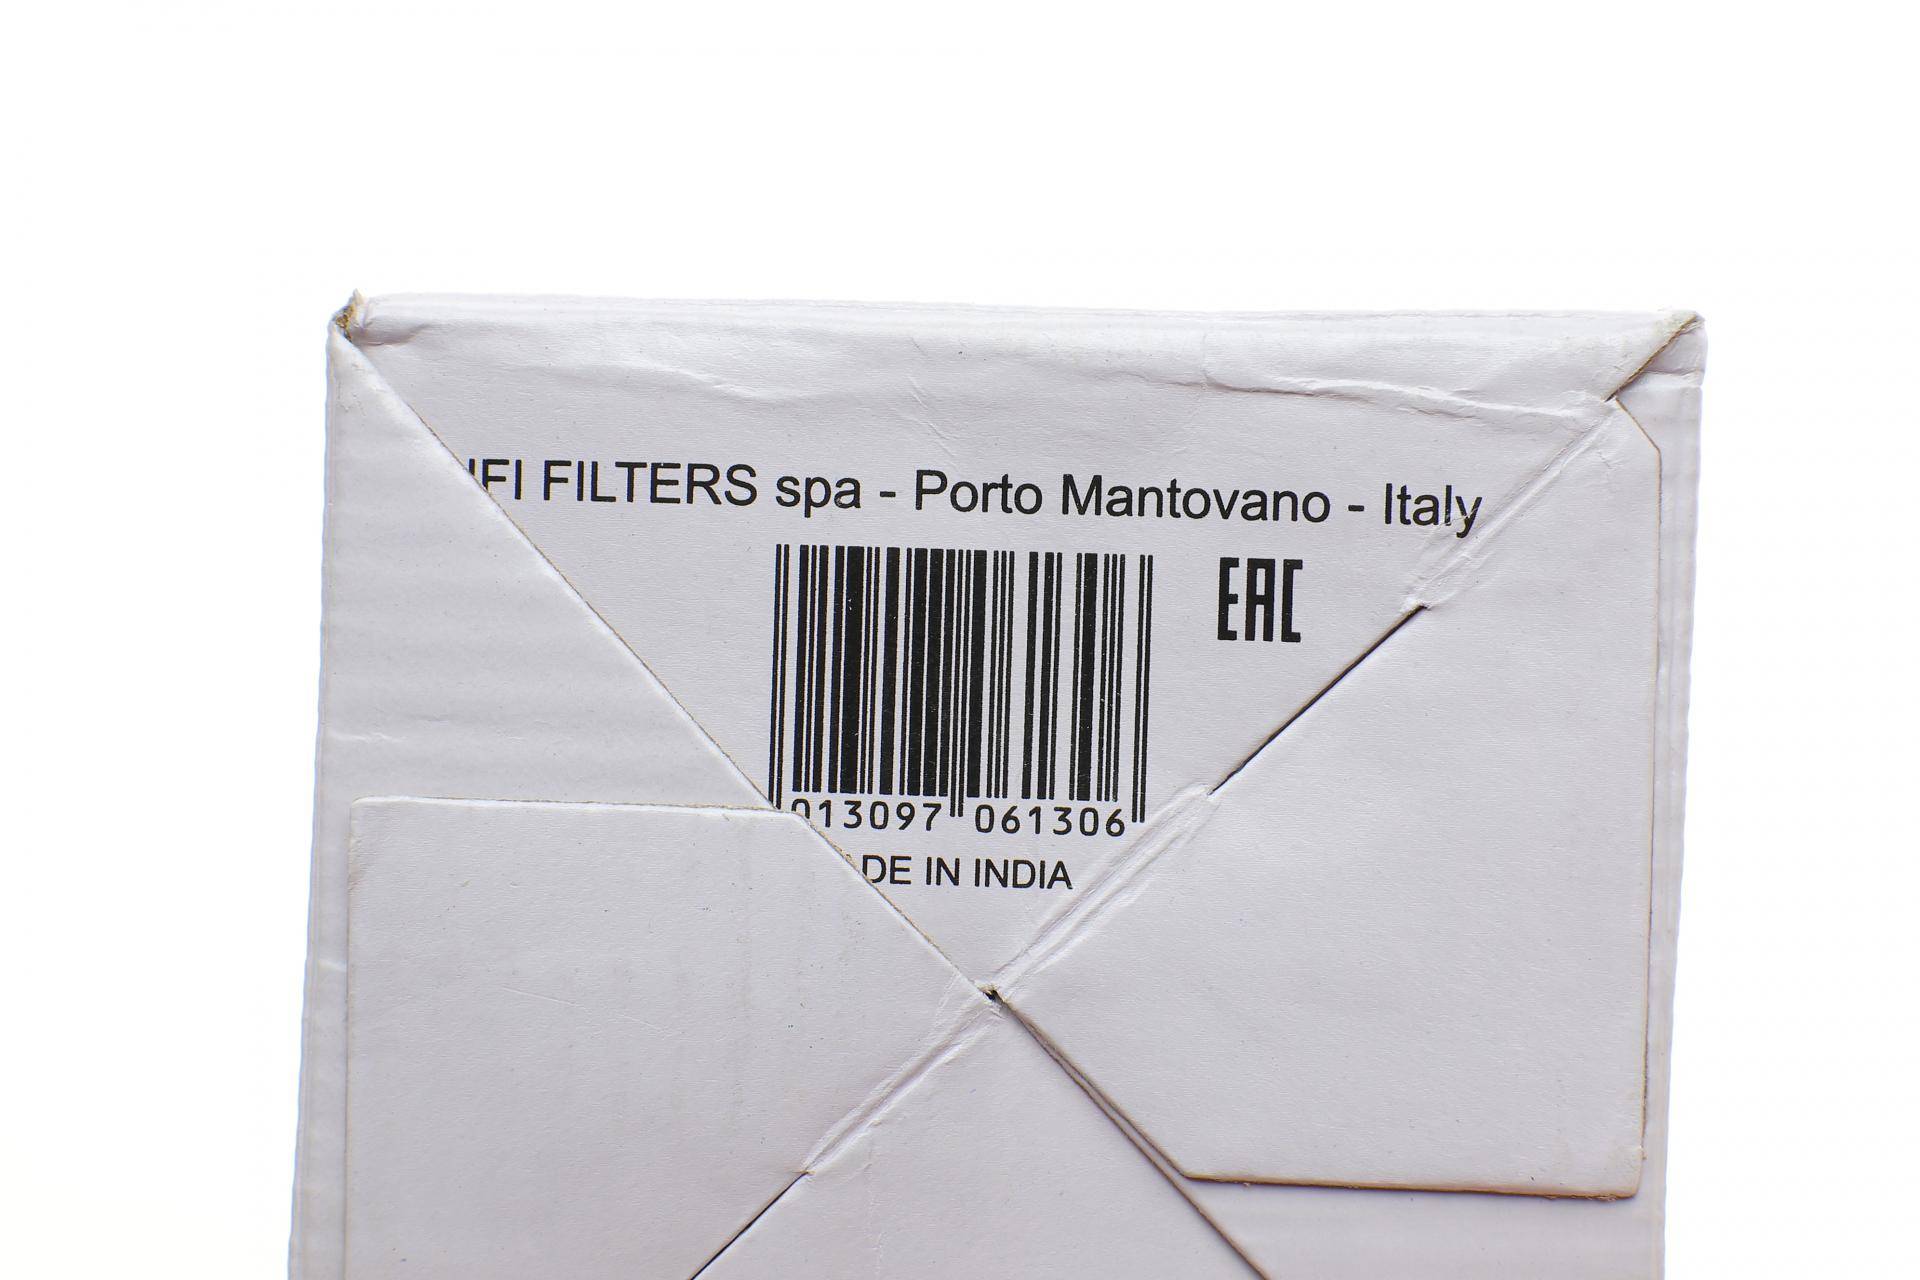 IFI FILTERS spa - Porto Mantovano - Italy
EAC
013097 061306
DE IN INDIA